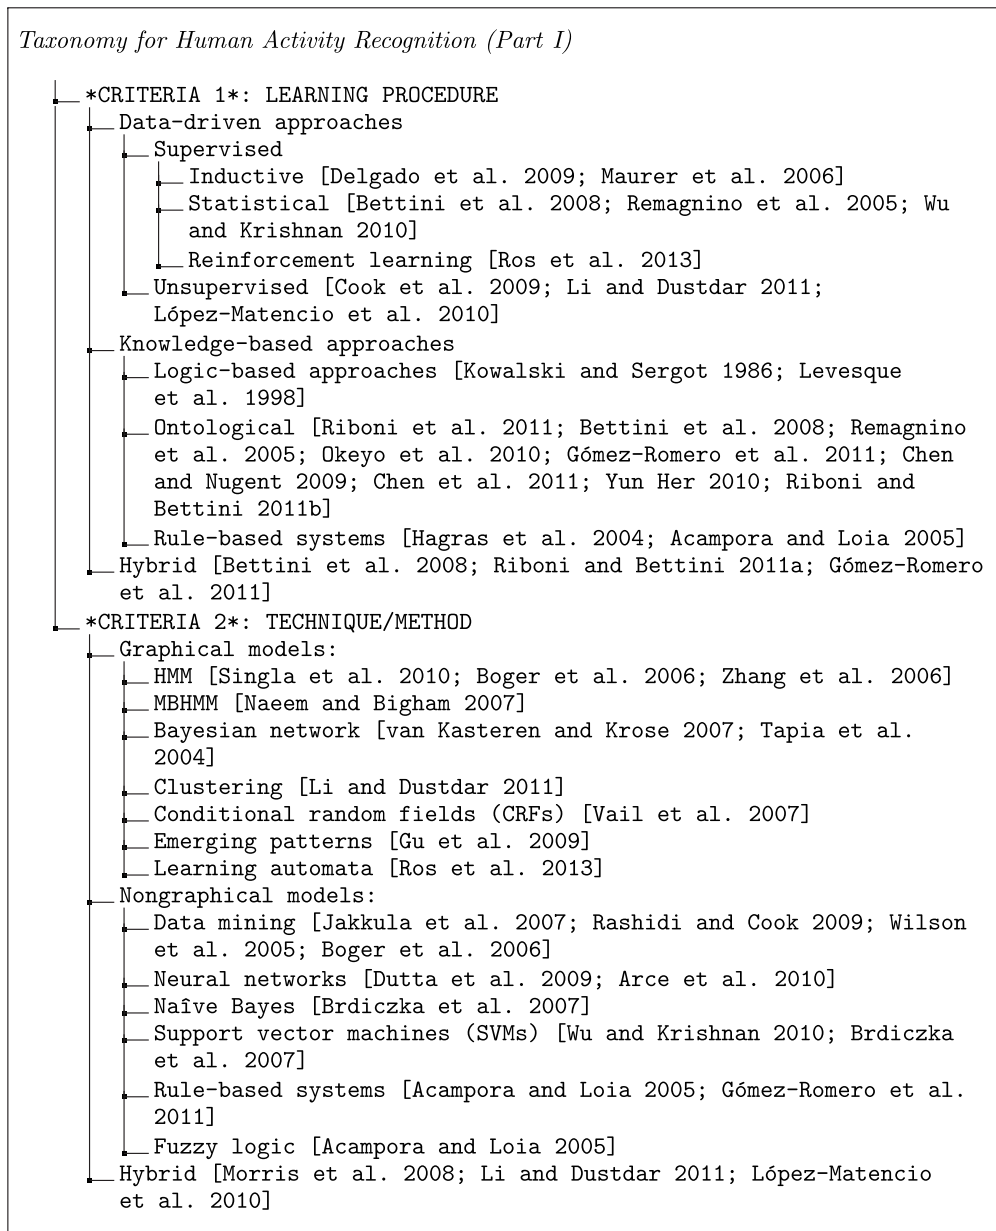 Taxonomy for Human Activity Recognition (Part I)
*CRITERIA 1*: LEARNING PROCEDURE
Data-driven approaches
Supervised
Inductive [Delgado et al. 2009; Maurer et al. 2006]
Statistical [Bettini et al. 2008; Remagnino et al. 2005; Wu
and Krishnan 2010]
Reinforcement learning [Ros et al. 2013]
Unsupervised [Cook et al. 2009; Li and Dustdar 2011;
López-Matencio et al. 2010]
Knowledge-based approaches
Logic-based approaches [Kowalski and Sergot 1986; Levesque
et al. 1998]
Ontological [Riboni et al. 2011; Bettini et al. 2008; Remagnino
et al. 2005; Okeyo et al. 2010; Gómez-Romero et al. 2011; Chen
and Nugent 2009; Chen et al. 2011; Yun Her 2010; Riboni and
Bettini 2011b]
Rule-based systems [Hagras et al. 2004; Acampora and Loia 2005]
Hybrid [Bettini et al. 2008; Riboni and Bettini 2011a; Gómez-Romero
et al. 2011]
*CRITERIA 2*: TECHNIQUE/METHOD
Graphical models:
HMM [Singla et al. 2010; Boger et al. 2006; Zhang et al. 2006]
MBHMM [Naeem and Bigham 2007]
Bayesian network [van Kasteren and Krose 2007; Tapia et al.
2004]
Clustering [Li and Dustdar 2011]
Conditional random fields (CRFs) [Vail et al. 2007]
Emerging patterns [Gu et al. 2009]
Learning automata [Ros et al. 2013]
Nongraphical models:
Data mining [Jakkula et al. 2007; Rashidi and Cook 2009; Wilson
et al. 2005; Boger et al. 2006]
Neural networks [Dutta et al. 2009; Arce et al. 2010]
Naîve Bayes [Brdiczka et al. 2007]
Support vector machines (SVMs) [Wu and Krishnan 2010; Brdiczka
et al. 2007]
Rule-based systems [Acampora and Loia 2005; Gómez-Romero et al.
2011]
Fuzzy logic [Acampora and Loia 2005]
Hybrid [Morris et al. 2008; Li and Dustdar 2011; López-Matencio
et al. 2010]